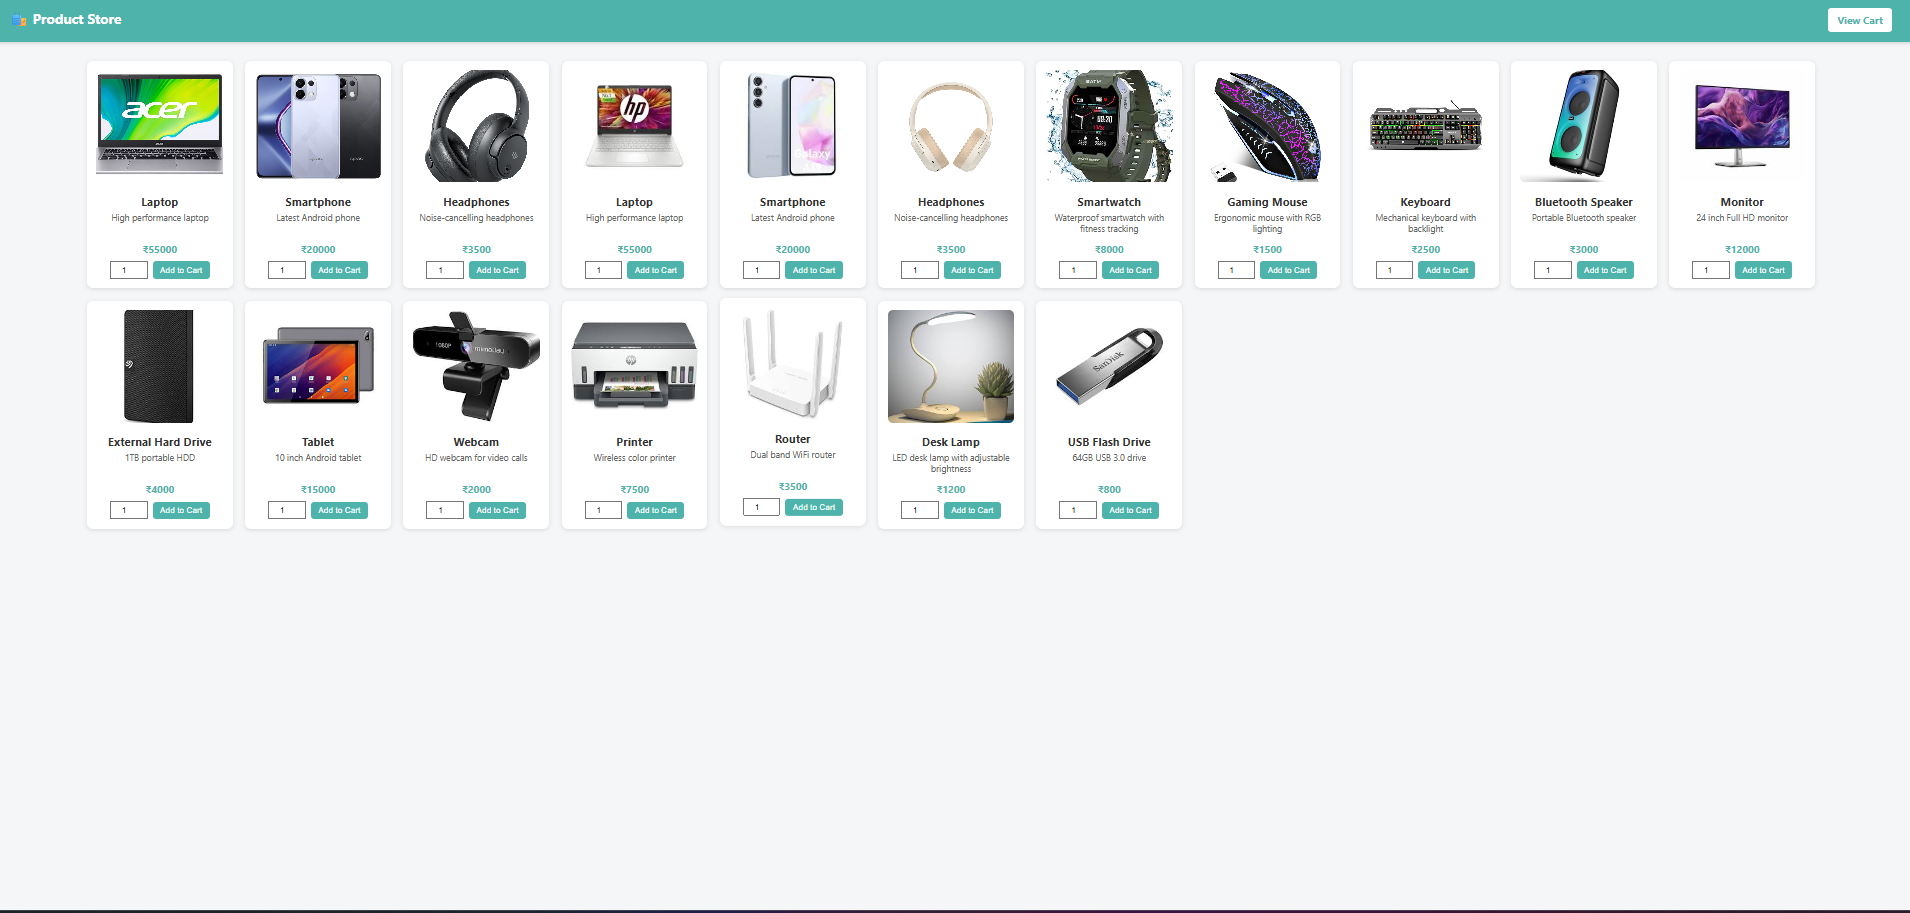 Product Store
View Cart
acer
Laptop
High performance laptop
₹55000
1 Add to Cart
Smartphone
Latest Android phone
₹20000
1 Add to Cart
Headphones
Noise-cancelling headphones
₹3500
1 Add to Cart
hp
Laptop
High performance laptop
₹55000
1 Add to Cart
Galaxy
Smartphone
Latest Android phone
₹20000
1 Add to Cart
Headphones
Noise-cancelling headphones
₹3500
1 Add to Cart
Smartwatch
Waterproof smartwatch with
fitness tracking
₹8000
1 Add to Cart
Gaming Mouse
Ergonomic mouse with RGB
lighting
₹1500
1 Add to Cart
Keyboard
Mechanical keyboard with
backlight
₹2500
1 Add to Cart
Bluetooth Speaker
Portable Bluetooth speaker
₹3000
1 Add to Cart
Monitor
24 inch Full HD monitor
₹12000
1 Add to Cart
External Hard Drive
1TB portable HDD
₹4000
1 Add to Cart
Tablet
10 inch Android tablet
₹15000
1 Add to Cart
1080P
Webcam
HD webcam for video calls
₹2000
1 Add to Cart
hp
Printer
Wireless color printer
₹7500
1 Add to Cart
Router
Dual band WiFi router
₹3500
1 Add to Cart
Desk Lamp
LED desk lamp with adjustable
brightness
₹1200
1 Add to Cart
SanDisk
USB Flash Drive
64GB USB 3.0 drive
₹800
1 Add to Cart